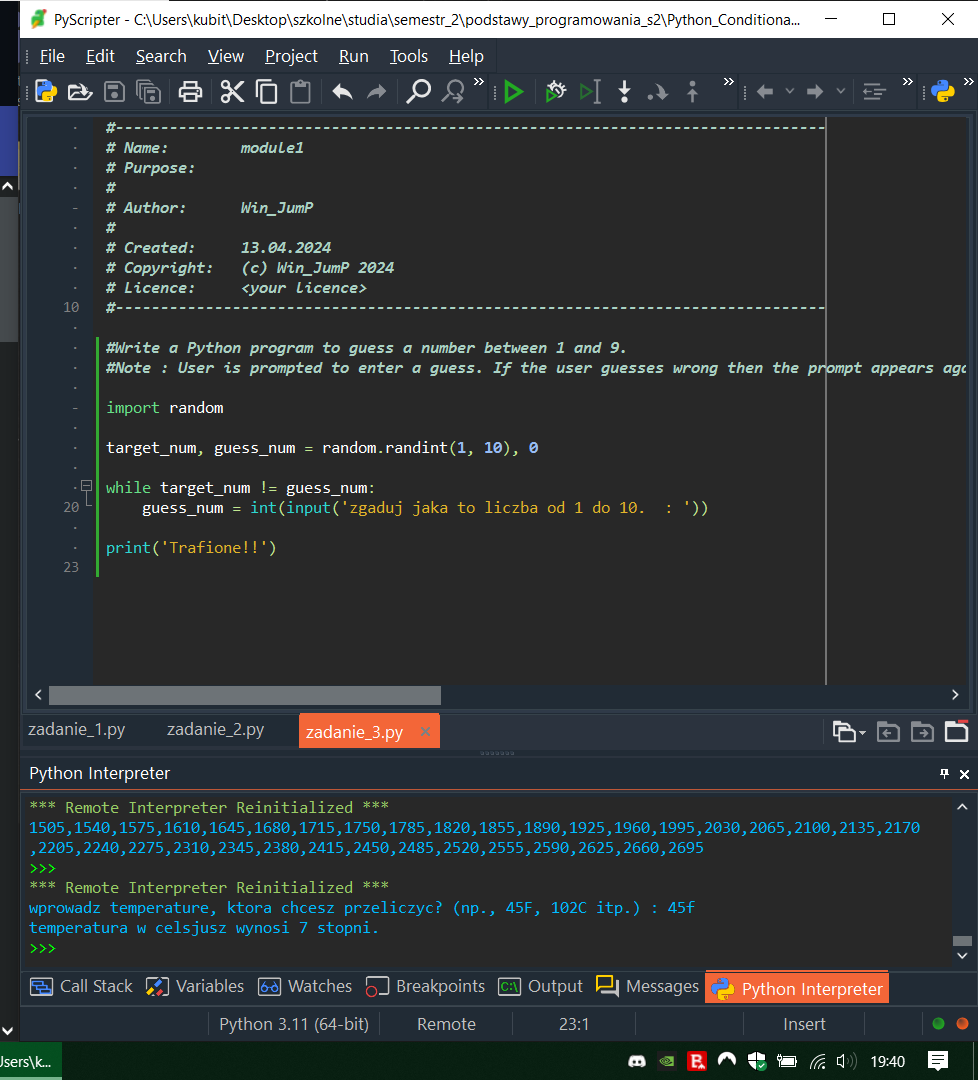 PyScripter - C:\Users\kubit\Desktop\szkolne\studia\semestr_2\podstawy_programowania_s2\Python_Conditiona...
File Edit Search View Project Run Tools Help
#-------------------------------------------------------------------------------
# Name:        module1
# Purpose:
#
# Author:      Win_JumP
#
# Created:     13.04.2024
# Copyright:   (c) Win_JumP 2024
# Licence:     <your licence>
10 #-------------------------------------------------------------------------------
#Write a Python program to guess a number between 1 and 9.
#Note : User is prompted to enter a guess. If the user guesses wrong then the prompt appears aga
import random
target_num, guess_num = random.randint(1, 10), 0
while target_num != guess_num:
20     guess_num = int(input('zgaduj jaka to liczba od 1 do 10.  : '))
print('Trafione!!')
23
zadanie_1.py zadanie_2.py zadanie_3.py ×
Python Interpreter
*** Remote Interpreter Reinitialized ***
1505,1540,1575,1610,1645,1680,1715,1750,1785,1820,1855,1890,1925,1960,1995,2030,2065,2100,2135,2170
,2205,2240,2275,2310,2345,2380,2415,2450,2485,2520,2555,2590,2625,2660,2695
>>>
*** Remote Interpreter Reinitialized ***
wprowadz temperature, ktora chcesz przeliczyc? (np., 45F, 102C itp.) : 45f
temperatura w celsjusz wynosi 7 stopni.
>>>
Call Stack Variables Watches Breakpoints Output Messages Python Interpreter
Python 3.11 (64-bit) Remote 23:1 Insert
Jsers\k... 19:40